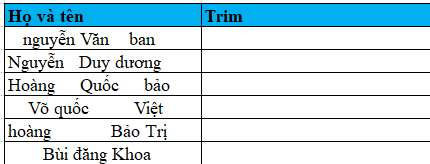 Họ và tên Trim
nguyễn Văn ban
Nguyễn Duy dương
Hoàng Quốc bảo
Võ quốc Việt
hoàng Bảo Trị
Bùi đăng Khoa